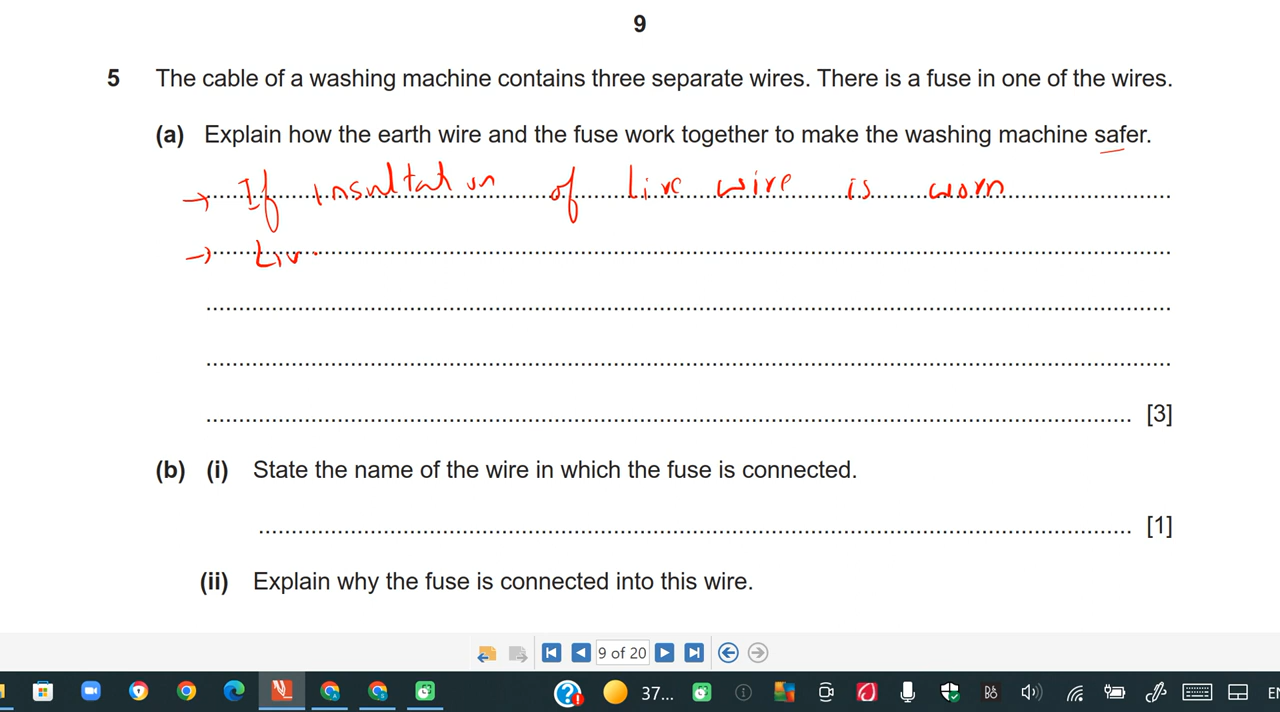 9
5 The cable of a washing machine contains three separate wires. There is a fuse in one of the wires.
(a) Explain how the earth wire and the fuse work together to make the washing machine safer.
→ If insultation of live wire is worn
→ Liv
[3]
(b) (i) State the name of the wire in which the fuse is connected.
[1]
(ii) Explain why the fuse is connected into this wire.
9 of 20
37...
EN